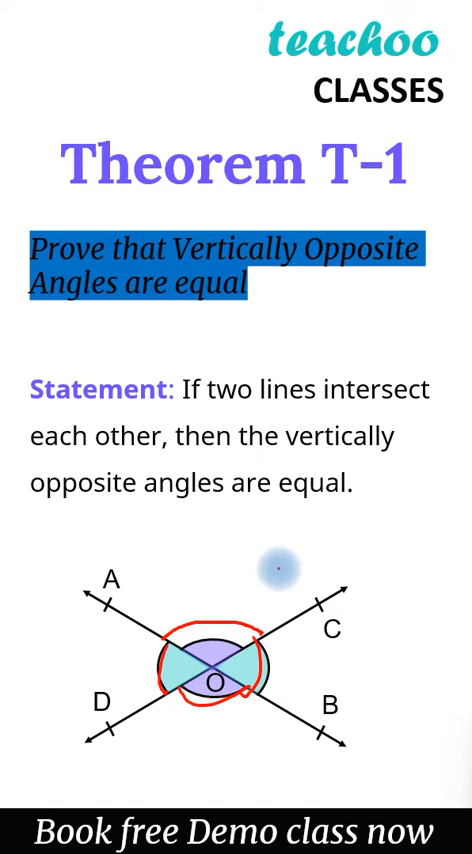 teachoo
CLASSES
Theorem T-1
Prove that Vertically Opposite
Angles are equal
Statement: If two lines intersect
each other, then the vertically
opposite angles are equal.
A
C
O
D
B
Book free Demo class now